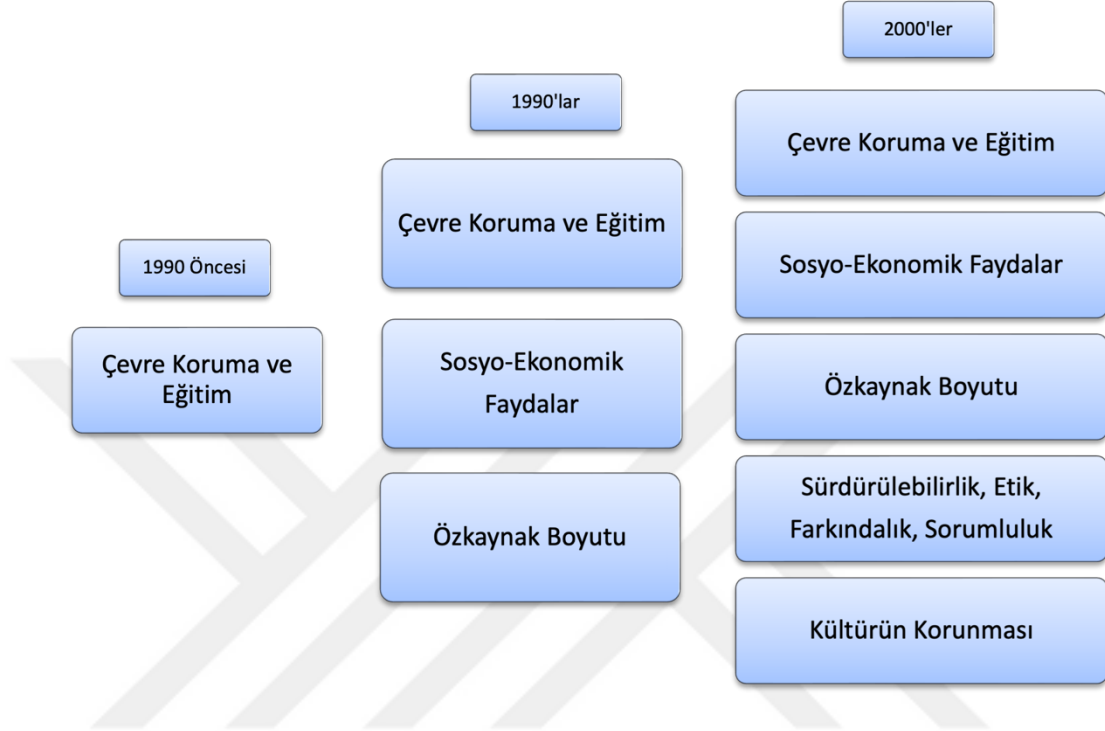 1990 Öncesi
Çevre Koruma ve
Eğitim
1990'lar
Çevre Koruma ve Eğitim
Sosyo-Ekonomik
Faydalar
Özkaynak Boyutu
2000'ler
Çevre Koruma ve Eğitim
Sosyo-Ekonomik Faydalar
Özkaynak Boyutu
Sürdürülebilirlik, Etik,
Farkındalık, Sorumluluk
Kültürün Korunması